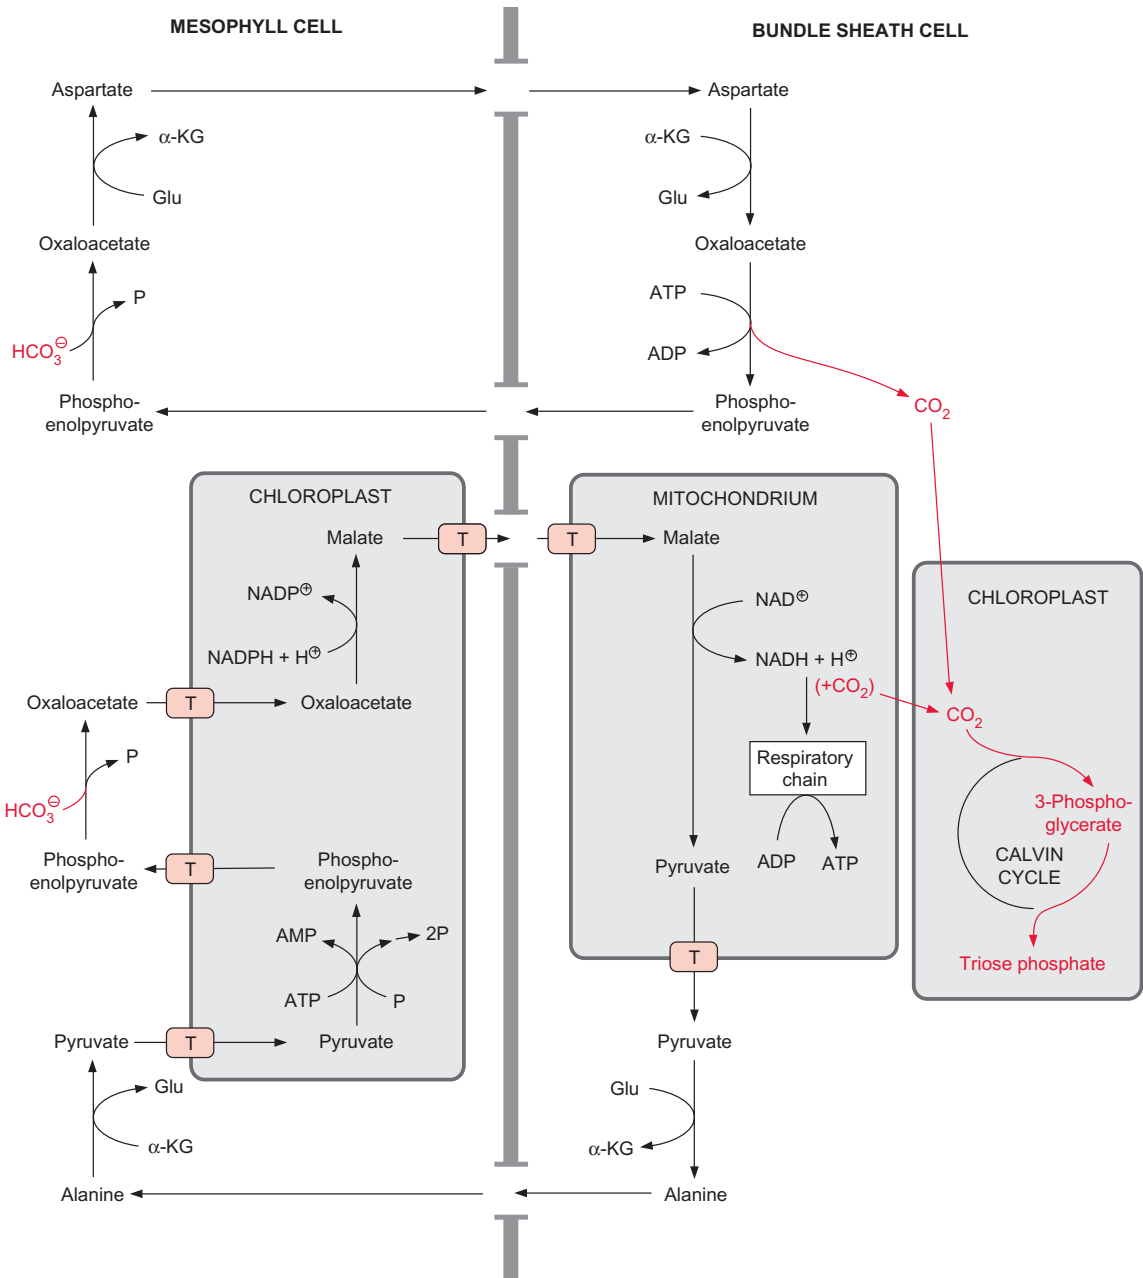 MESOPHYLL CELL
BUNDLE SHEATH CELL
Aspartate
α-KG
Glu
Oxaloacetate
P
HCO3⊖
Phospho-
enolpyruvate
Aspartate
α-KG
Glu
Oxaloacetate
ATP
ADP
CO2
Phospho-
enolpyruvate
CHLOROPLAST
Malate
T
NADP⊕
NADPH + H⊕
Oxaloacetate
T
Oxaloacetate
P
HCO3⊖
Phospho-
enolpyruvate
T
Phospho-
enolpyruvate
AMP
2P
ATP
P
Pyruvate
T
Pyruvate
Glu
α-KG
Alanine
MITOCHONDRIUM
T
Malate
NAD⊕
NADH + H⊕
(+CO2)
Respiratory
chain
ADP
ATP
Pyruvate
T
Pyruvate
Glu
α-KG
Alanine
CHLOROPLAST
CO2
3-Phospho-
glycerate
CALVIN
CYCLE
Triose phosphate